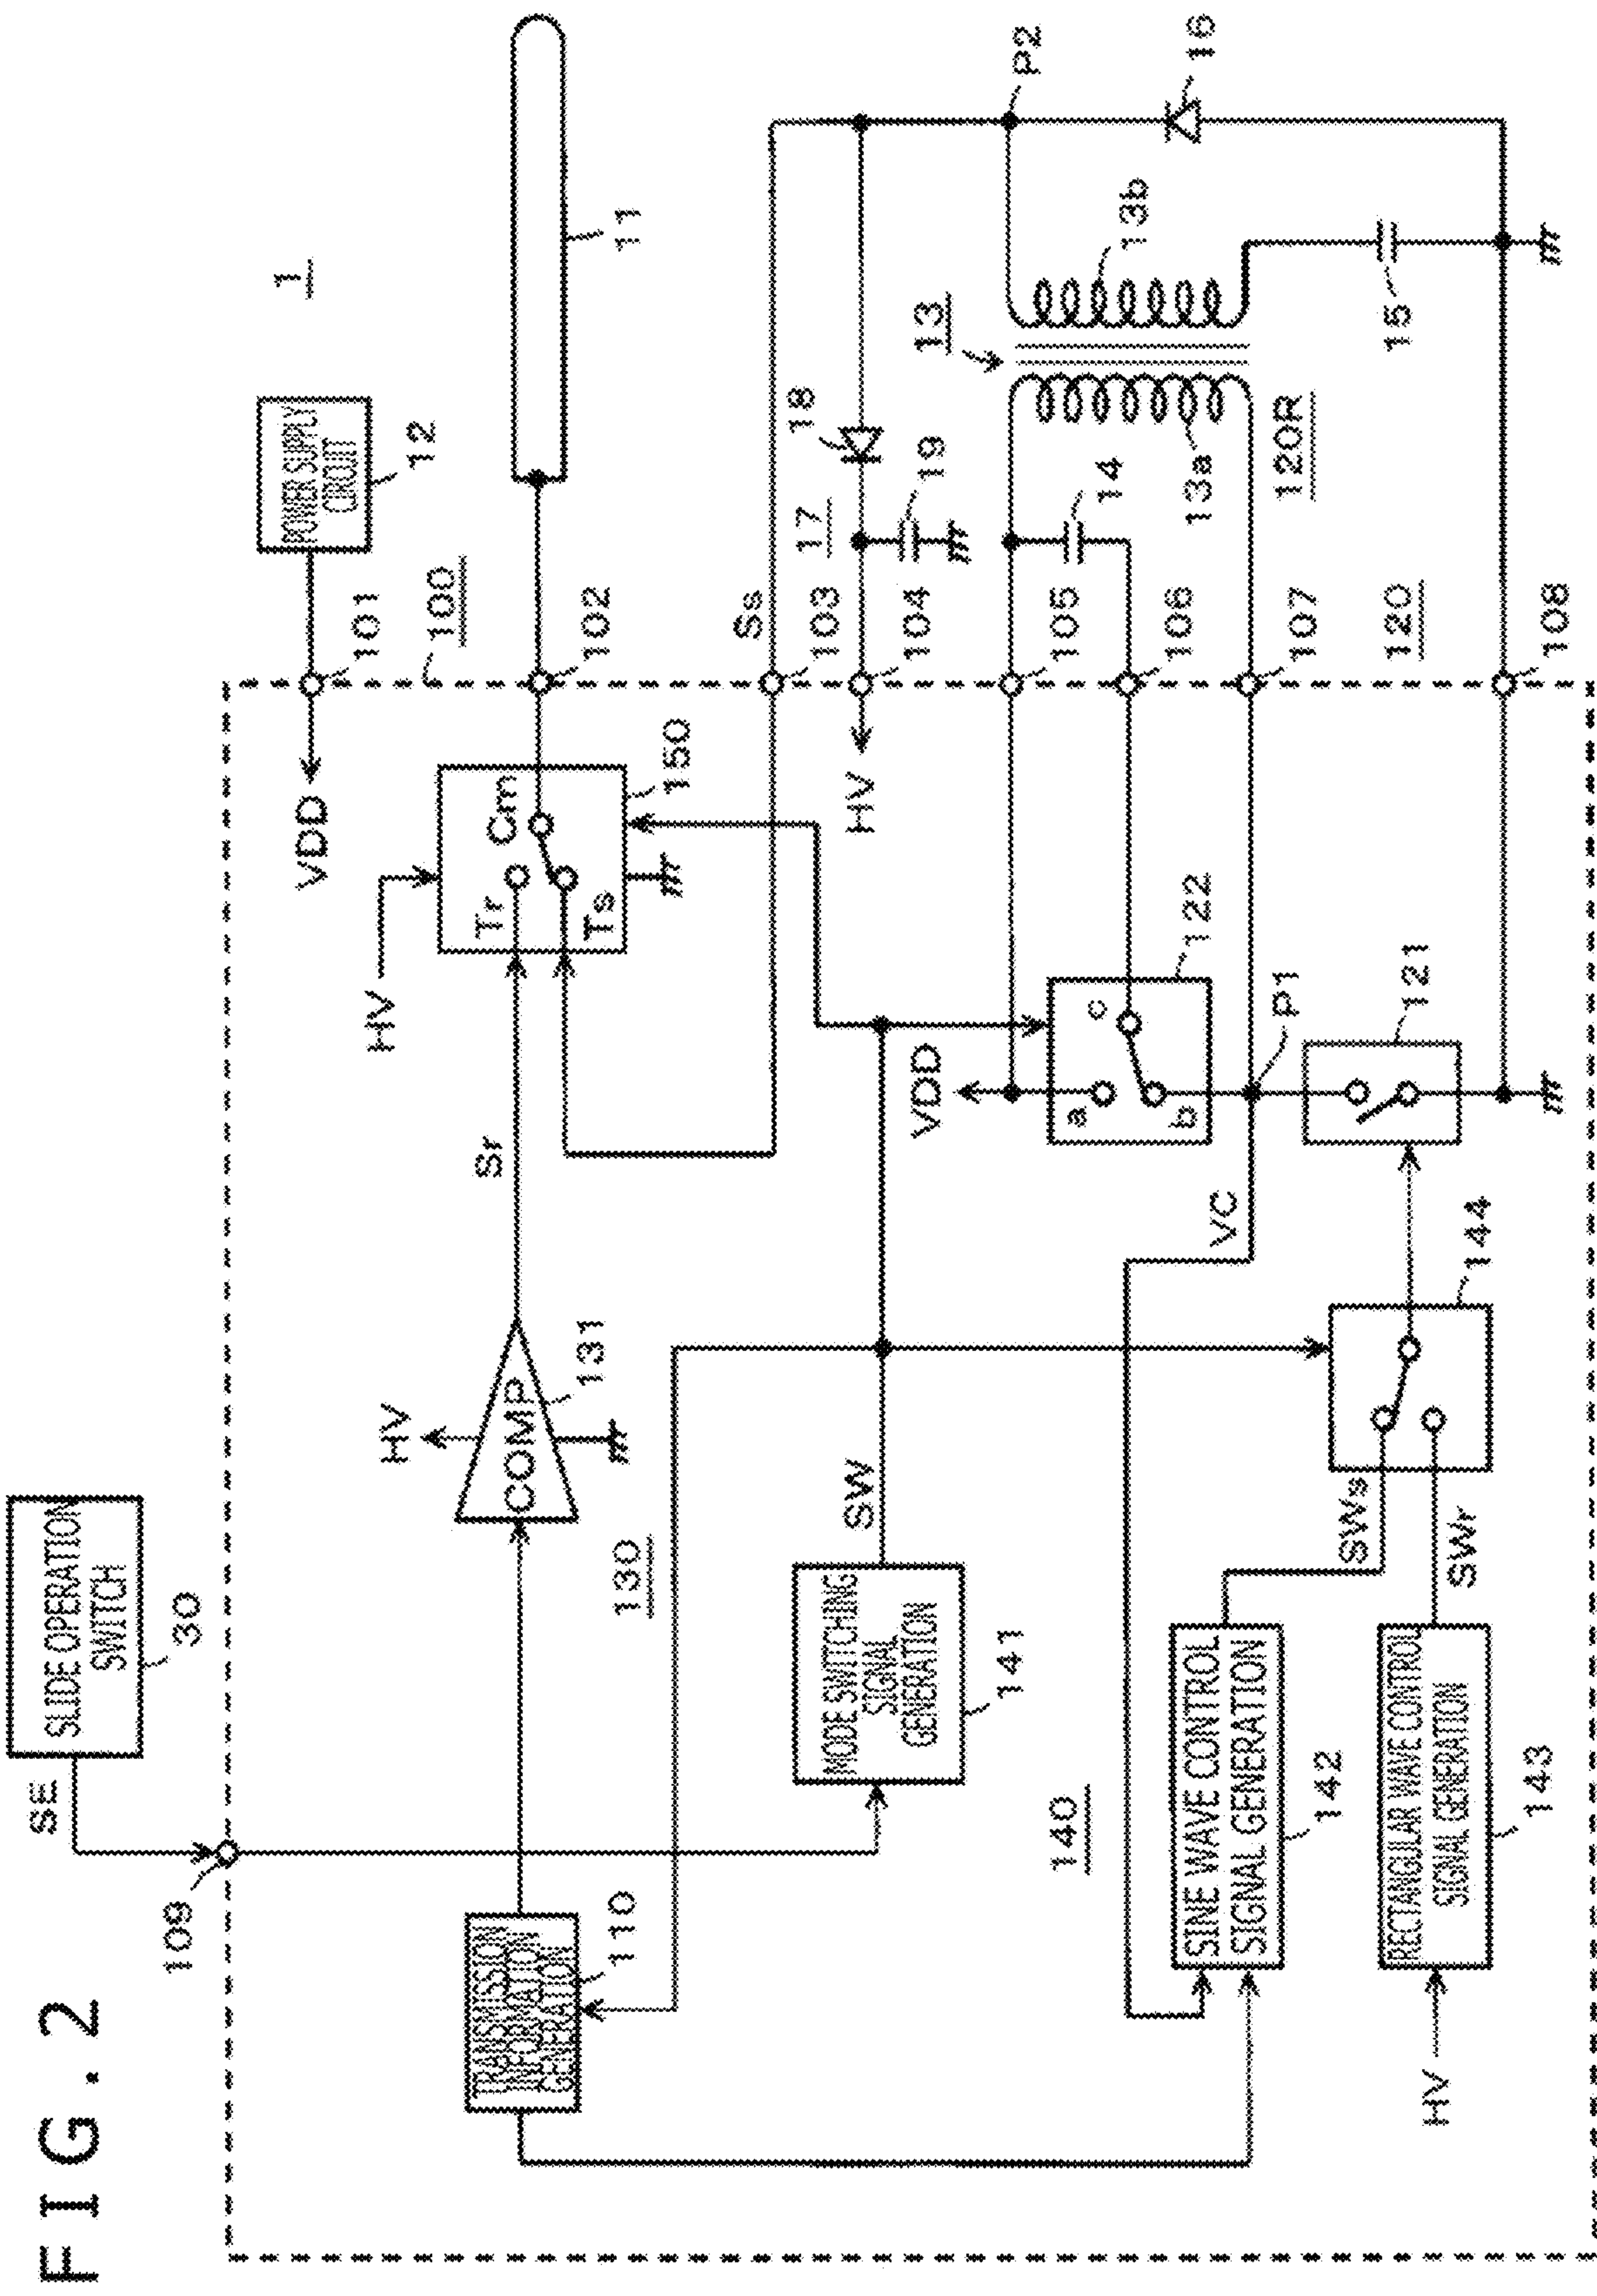 FIG. 2
1
SLIDE OPERATION
SWITCH
30
SE
109
POWER SUPPLY
CIRCUIT
12
101
VDD
100
11
102
HV
150
Cm
Tr
Ts
Sr
HV
COMP
131
130
TRANSMISSION
INFORMATION
GENERATION
110
Ss
103
17
18
19
104
HV
SW
MODE SWITCHING
SIGNAL
GENERATION
141
140
VDD
122
a
b
c
P1
VC
121
144
105
106
107
108
120
120R
13
13a
13b
14
15
16
P2
SWs
SWr
SINE WAVE CONTROL
SIGNAL GENERATION
142
RECTANGULAR WAVE CONTROL
SIGNAL GENERATION
143
HV